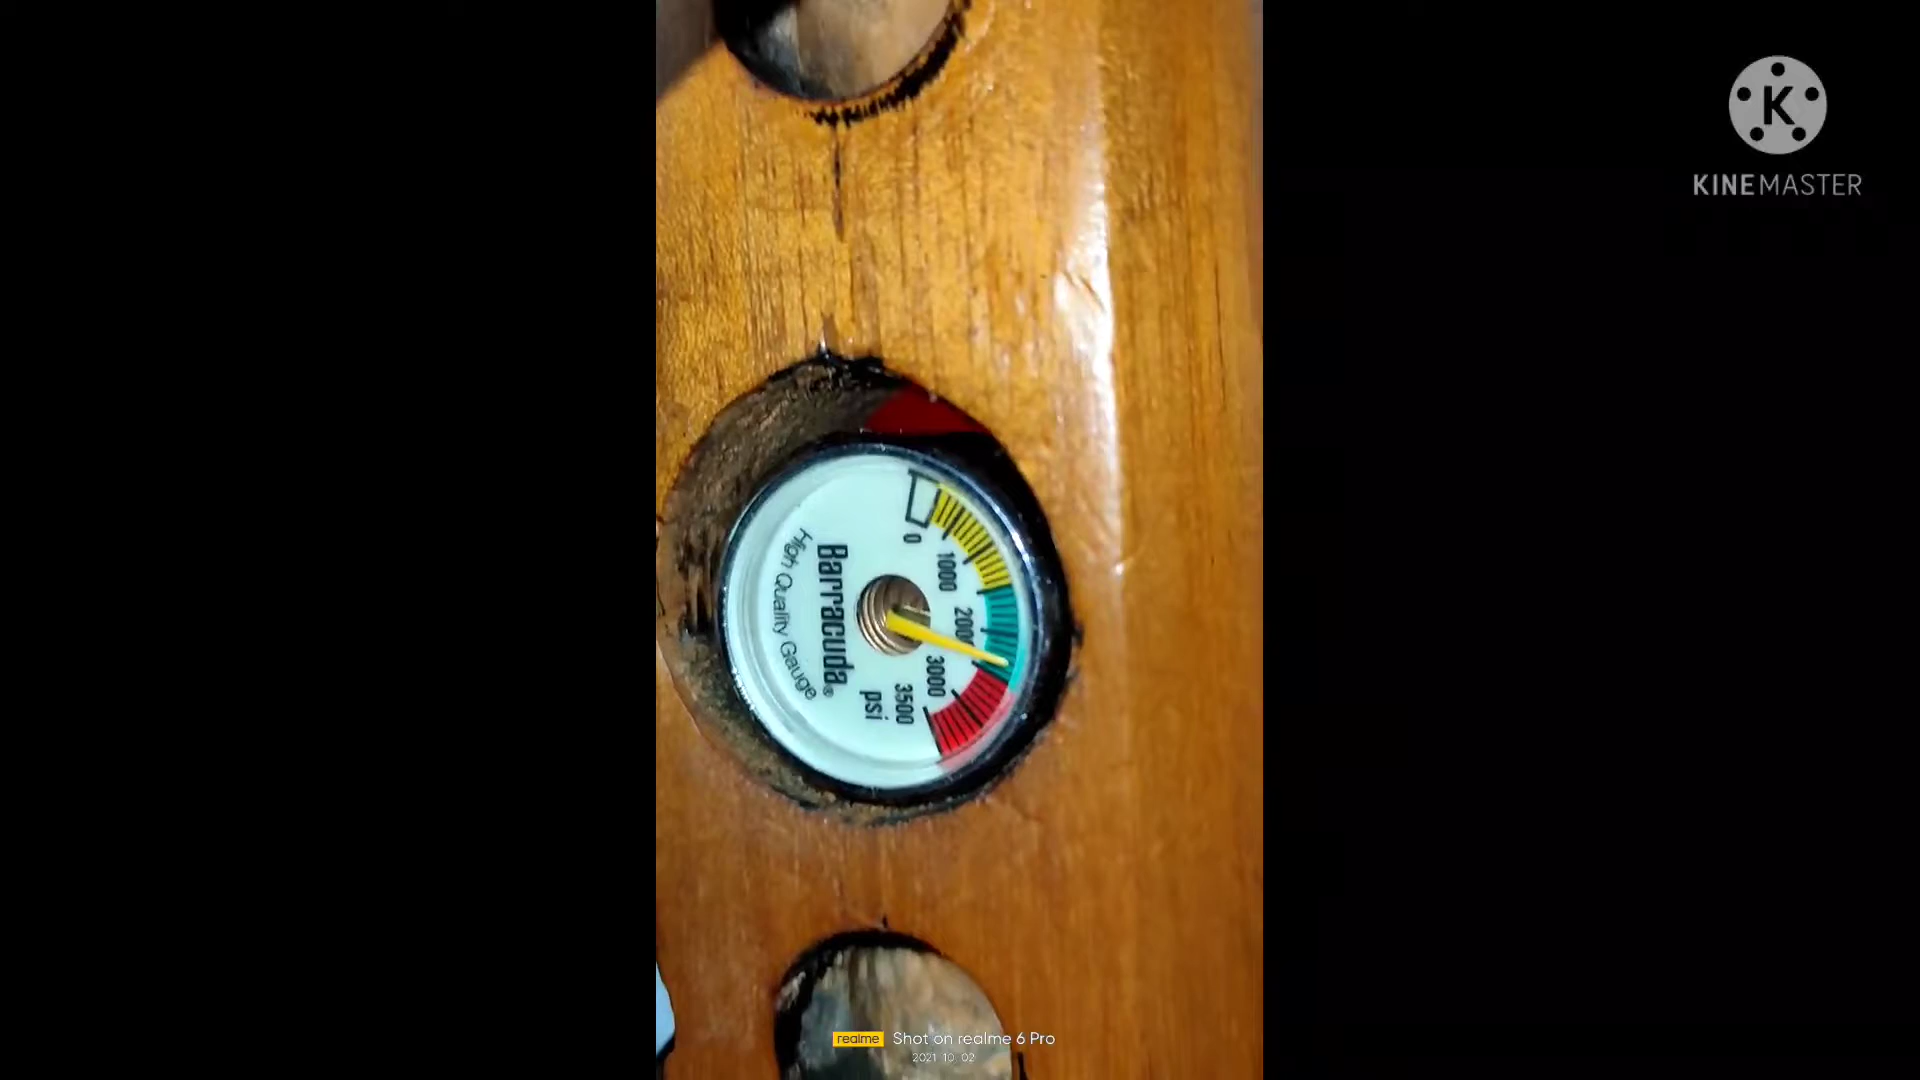 KINEMASTER
0
1000
200
3000
3500
psi
Barracuda®
High Quality Gauge
realme Shot on realme 6 Pro
2021 10 02